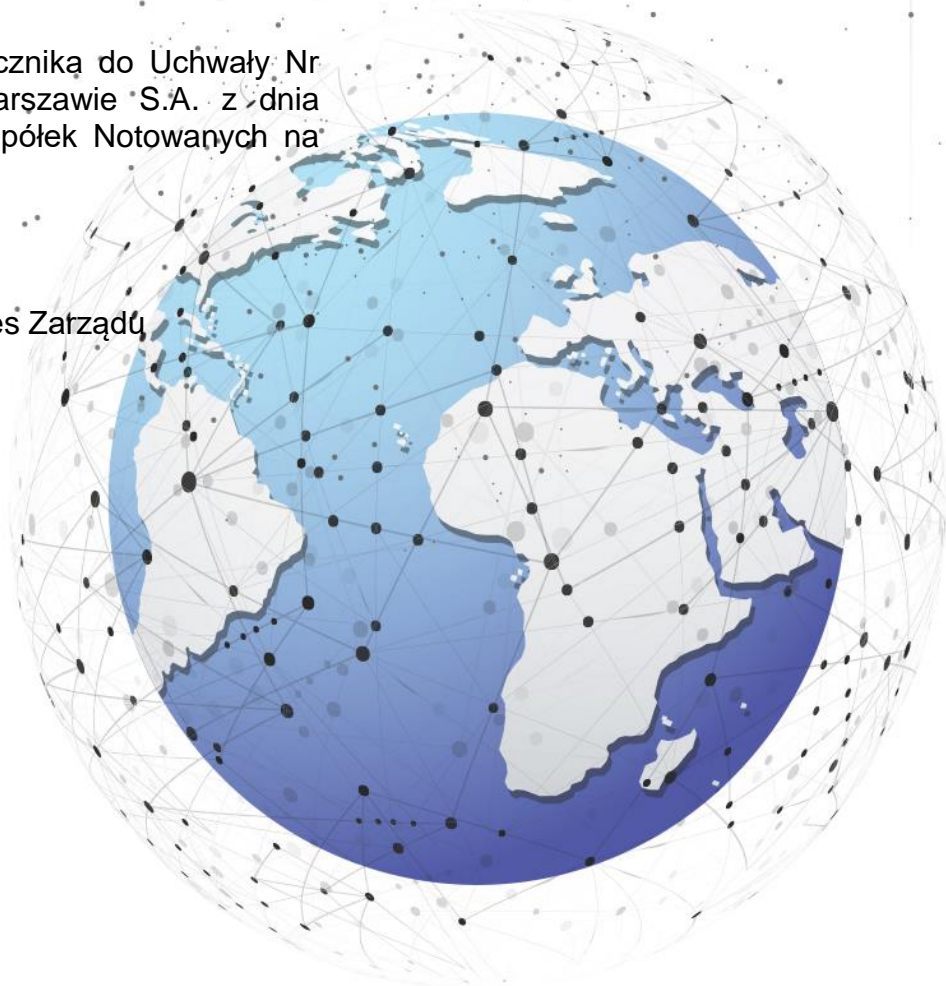 cznika do Uchwały Nr
arszawie S.A. z dnia
półek Notowanych na
es Zarządu